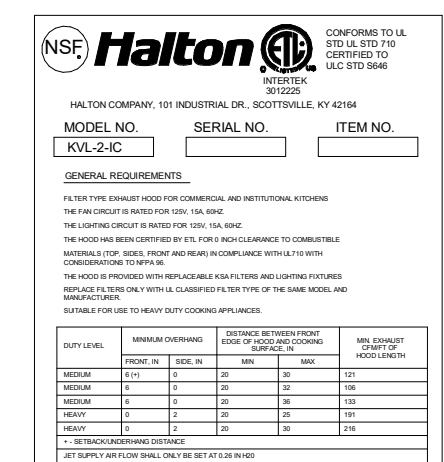 NSF
Halton
ETL
INTERTEK
3012225
CONFORMS TO UL
STD UL STD 710
CERTIFIED TO
ULC STD S646
HALTON COMPANY, 101 INDUSTRIAL DR., SCOTTSVILLE, KY 42164
MODEL NO. SERIAL NO. ITEM NO.
KVL-2-IC
GENERAL REQUIREMENTS
FILTER TYPE EXHAUST HOOD FOR COMMERCIAL AND INSTITUTIONAL KITCHENS
THE FAN CIRCUIT IS RATED FOR 125V, 15A, 60HZ.
THE LIGHTING CIRCUIT IS RATED FOR 125V, 15A, 60HZ.
THE HOOD HAS BEEN CERTIFIED BY ETL FOR 0 INCH CLEARANCE TO COMBUSTIBLE
MATERIALS (TOP, SIDES, FRONT AND REAR) IN COMPLIANCE WITH UL710 WITH
CONSIDERATIONS TO NFPA 96.
THE HOOD IS PROVIDED WITH REPLACEABLE KSA FILTERS AND LIGHTING FIXTURES
REPLACE FILTERS ONLY WITH UL CLASSIFIED FILTER TYPE OF THE SAME MODEL AND
MANUFACTURER.
SUITABLE FOR USE TO HEAVY DUTY COOKING APPLIANCES.
DUTY LEVEL
MINIMUM OVERHANG
DISTANCE BETWEEN FRONT
EDGE OF HOOD AND COOKING
SURFACE, IN
MIN. EXHAUST
CFM/FT OF
HOOD LENGTH
FRONT, IN SIDE, IN MIN MAX
MEDIUM 6 (+) 0 20 30 121
MEDIUM 6 0 20 32 106
MEDIUM 6 0 20 36 133
HEAVY 0 2 20 25 191
HEAVY 0 2 20 30 216
+ - SETBACK/UNDERHANG DISTANCE
JET SUPPLY AIR FLOW SHALL ONLY BE SET AT 0.26 IN H20